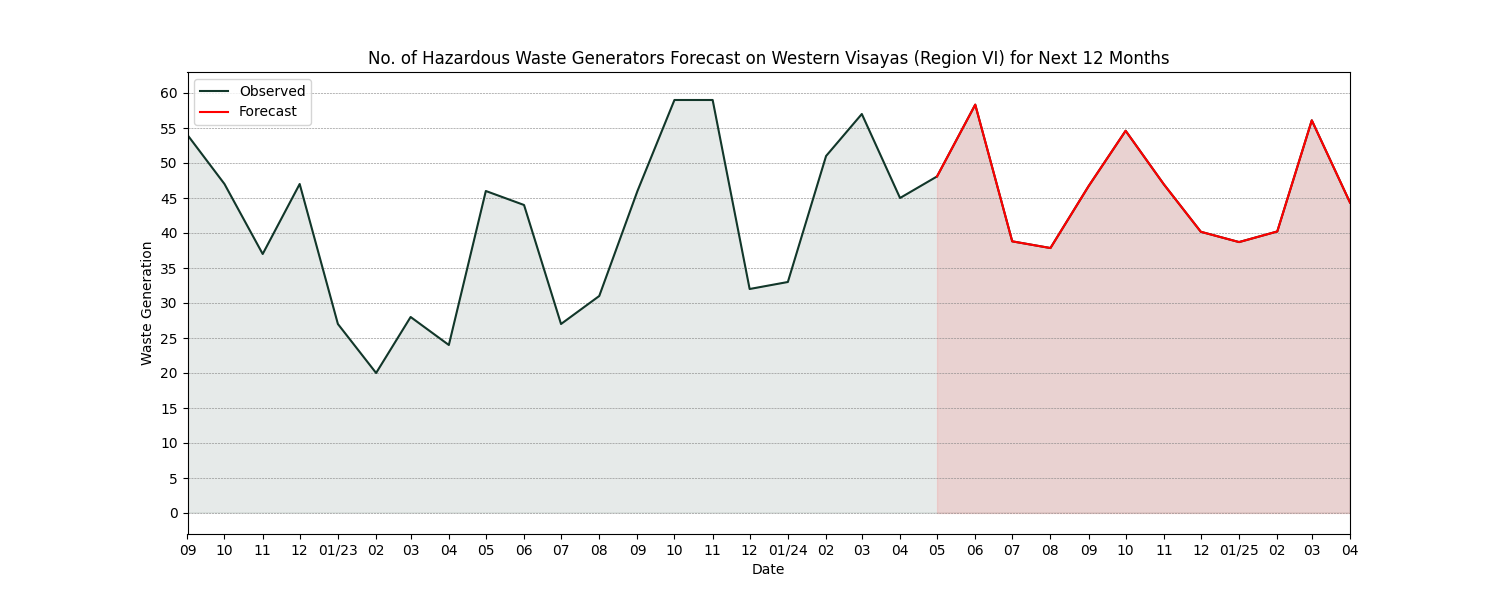 No. of Hazardous Waste Generators Forecast on Western Visayas (Region VI) for Next 12 Months
Observed
Forecast
60
55
50
45
40
35
30
25
20
15
10
5
0
Waste Generation
09 10 11 12 01/23 02 03 04 05 06 07 08 09 10 11 12 01/24 02 03 04 05 06 07 08 09 10 11 12 01/25 02 03 04
Date